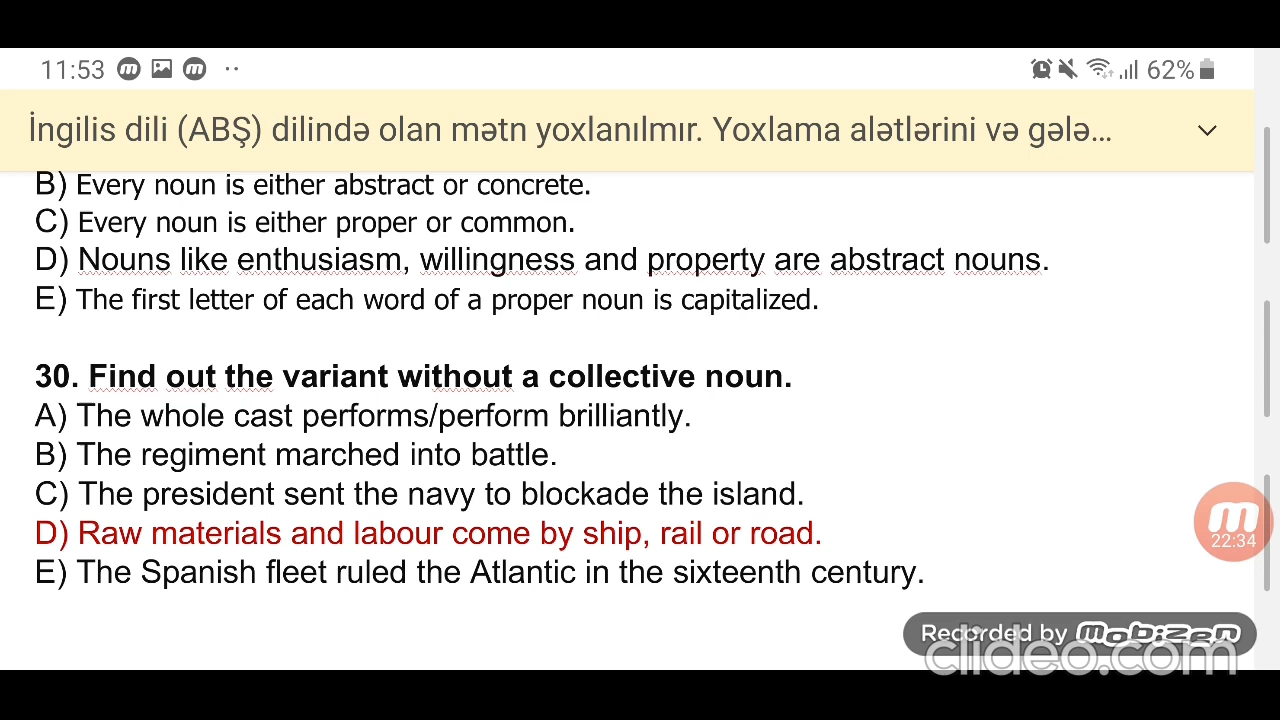 11:53 m m ··
62%
İngilis dili (ABŞ) dilində olan mətn yoxlanılmır. Yoxlama alətlərini və gələ...
B) Every noun is either abstract or concrete.
C) Every noun is either proper or common.
D) Nouns like enthusiasm, willingness and property are abstract nouns.
E) The first letter of each word of a proper noun is capitalized.
30. Find out the variant without a collective noun.
A) The whole cast performs/perform brilliantly.
B) The regiment marched into battle.
C) The president sent the navy to blockade the island.
D) Raw materials and labour come by ship, rail or road.
E) The Spanish fleet ruled the Atlantic in the sixteenth century.
m
22:34
Recorded by mobizen
clideo.com